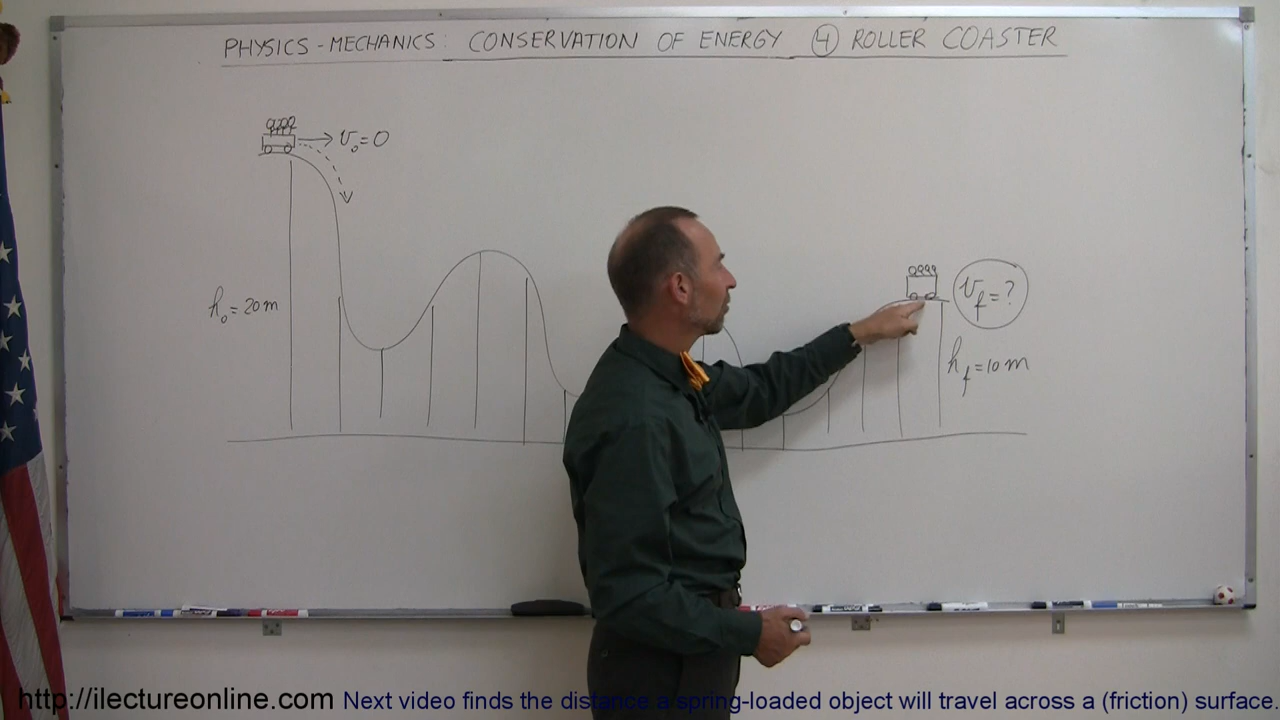 PHYSICS - MECHANICS: CONSERVATION OF ENERGY ④ ROLLER COASTER
v₀ = 0
h₀ = 20 m
v_f = ?
h_f = 10 m
http://ilectureonline.com Next video finds the distance a spring-loaded object will travel across a (friction) surface.